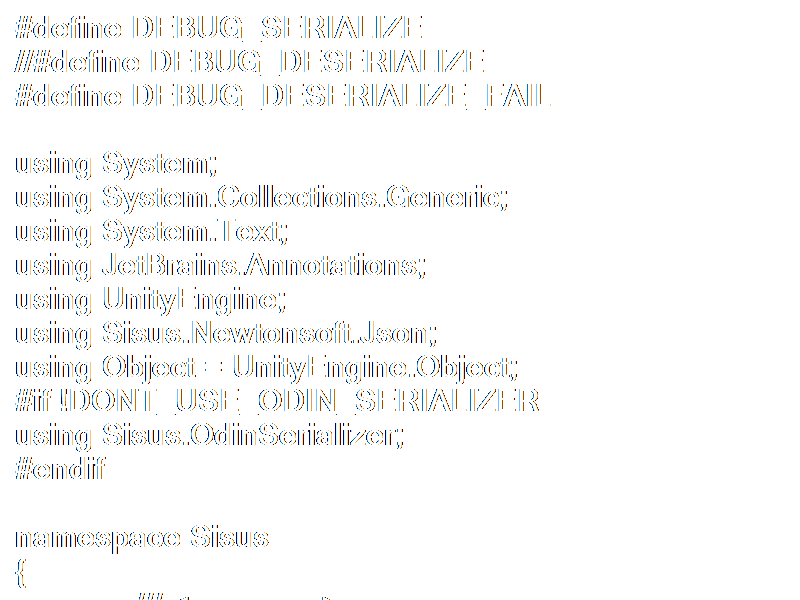 #define DEBUG_SERIALIZE
//#define DEBUG_DESERIALIZE
#define DEBUG_DESERIALIZE_FAIL
using System;
using System.Collections.Generic;
using System.Text;
using JetBrains.Annotations;
using UnityEngine;
using Sisus.Newtonsoft.Json;
using Object = UnityEngine.Object;
#if !DONT_USE_ODIN_SERIALIZER
using Sisus.OdinSerializer;
#endif
namespace Sisus
{